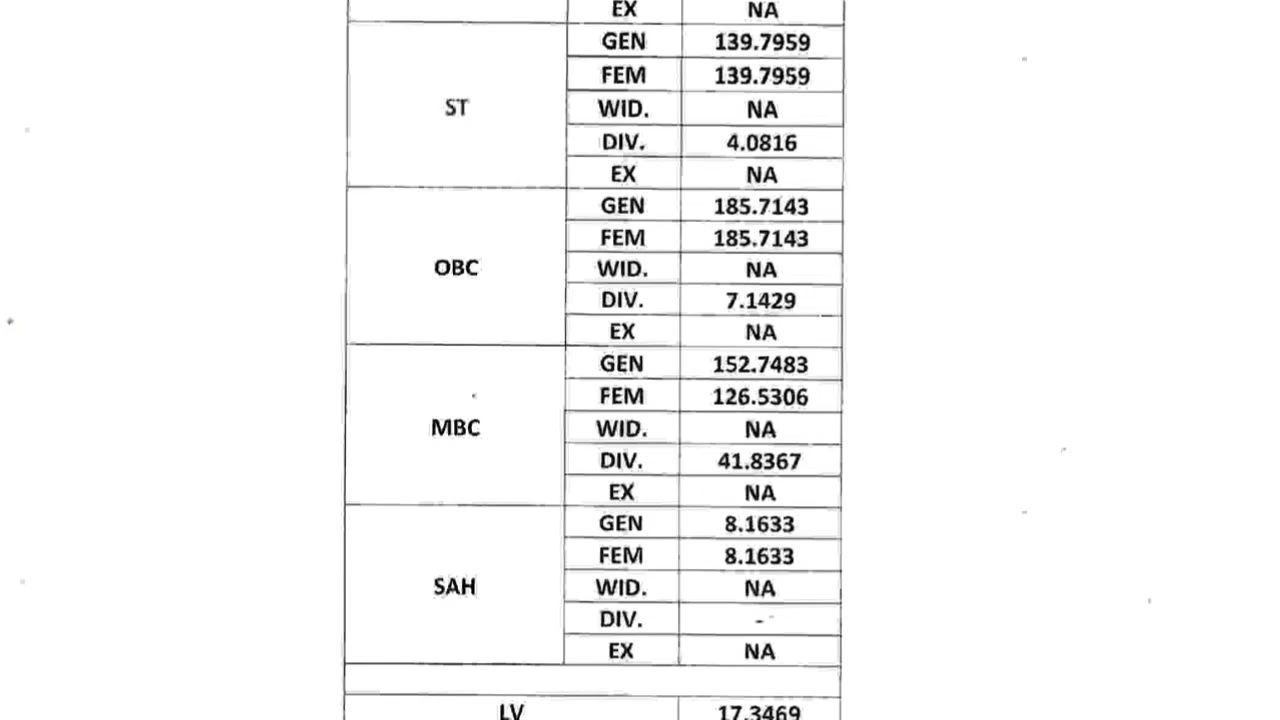 EX NA
ST
GEN 139.7959
FEM 139.7959
WID. NA
DIV. 4.0816
EX NA
OBC
GEN 185.7143
FEM 185.7143
WID. NA
DIV. 7.1429
EX NA
MBC
GEN 152.7483
FEM 126.5306
WID. NA
DIV. 41.8367
EX NA
SAH
GEN 8.1633
FEM 8.1633
WID. NA
DIV. -
EX NA
LV 17.3469